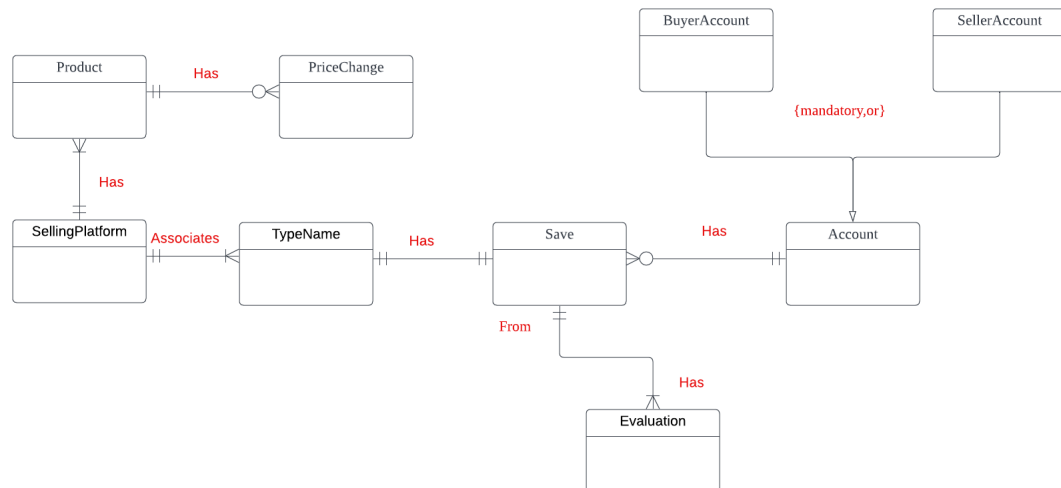 BuyerAccount
SellerAccount
Product
Has
PriceChange
{mandatory,or}
Has
SellingPlatform
Associates
TypeName
Has
Save
Has
Account
From
Has
Evaluation